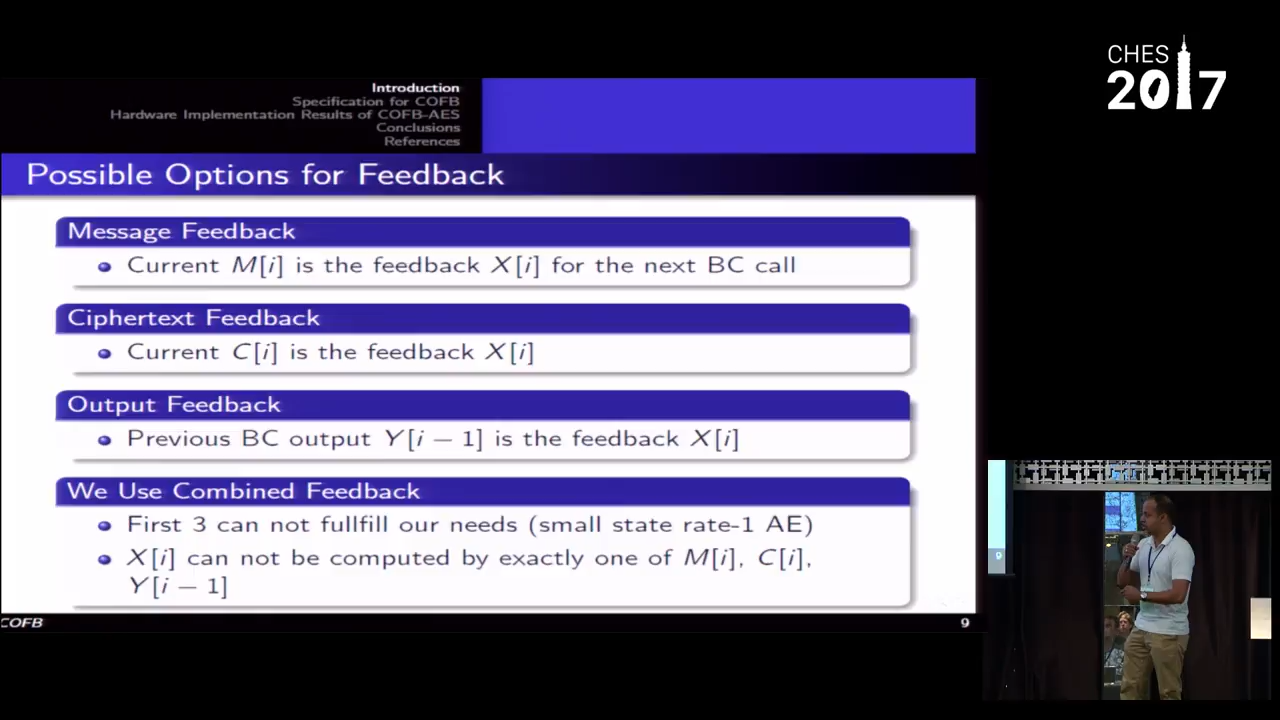 CHES
2017
Introduction
Specification for COFB
Hardware Implementation Results of COFB-AES
Conclusions
References
Possible Options for Feedback
Message Feedback
Current M[i] is the feedback X[i] for the next BC call
Ciphertext Feedback
Current C[i] is the feedback X[i]
Output Feedback
Previous BC output Y[i − 1] is the feedback X[i]
We Use Combined Feedback
First 3 can not fullfill our needs (small state rate-1 AE)
X[i] can not be computed by exactly one of M[i], C[i],
Y[i − 1]
COFB
9
9